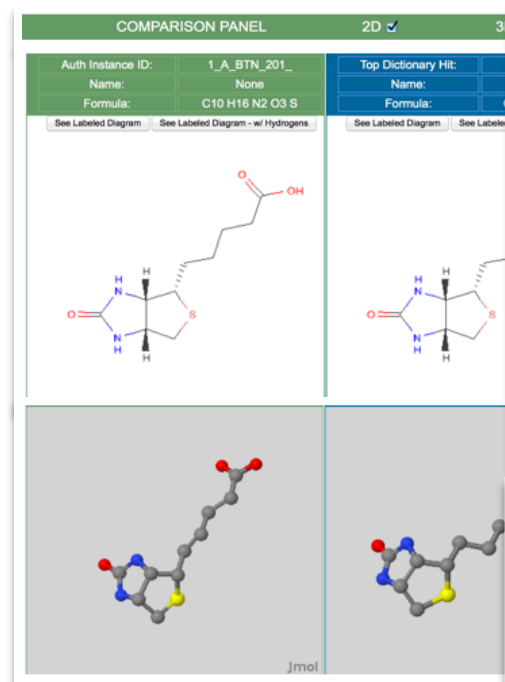 COMPARISON PANEL 2D
Auth Instance ID: 1_A_BTN_201_ Top Dictionary Hit:
Name: None Name:
Formula: C10 H16 N2 O3 S Formula:
See Labeled Diagram See Labeled Diagram - w/ Hydrogens See Labeled Diagram See
O
OH
H H
N
O S
N
H H
H
N
O S
N
H H
Jmol